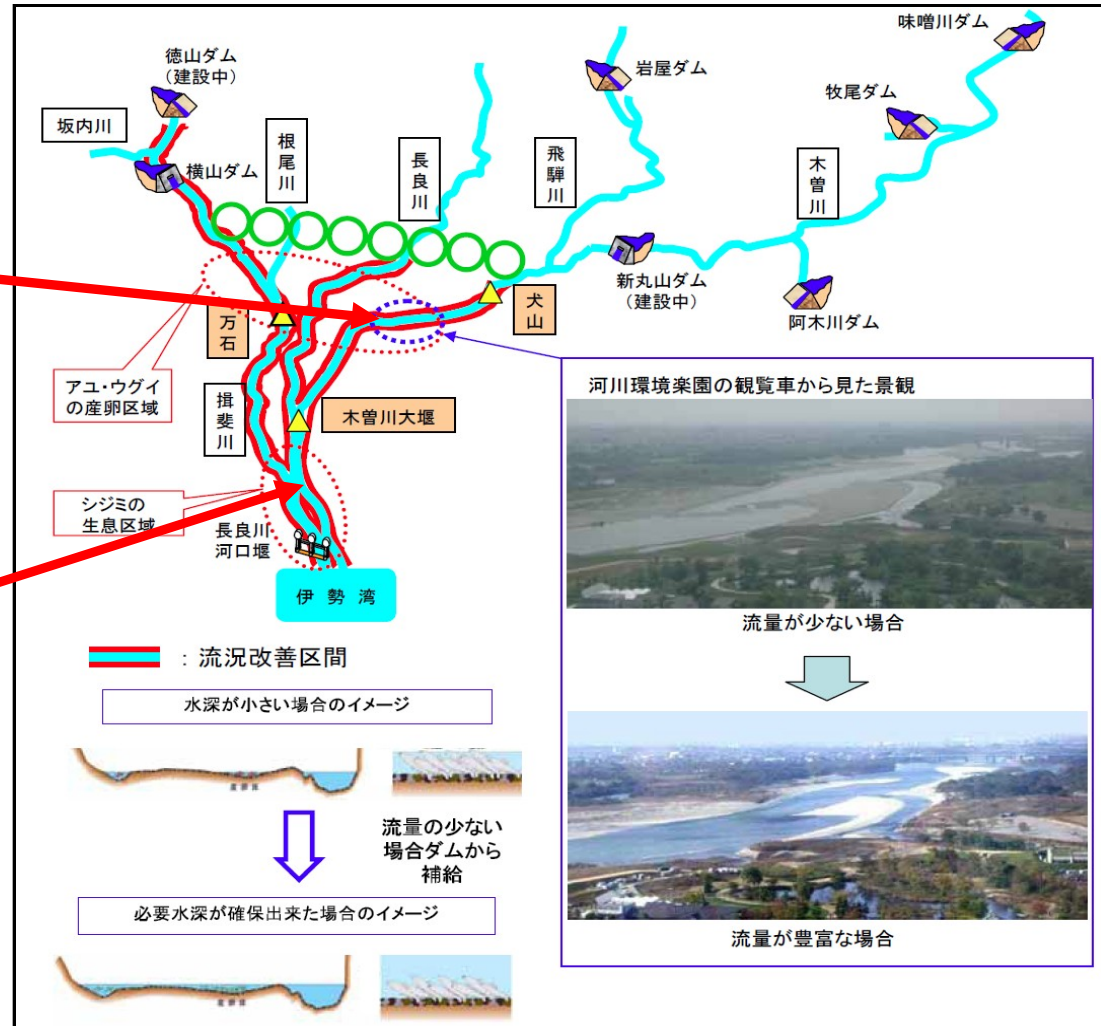 味噌川ダム
徳山ダム
(建設中)
岩屋ダム
牧尾ダム
坂内川
根尾川
長良川
飛騨川
木曽川
横山ダム
新丸山ダム
(建設中)
阿木川ダム
犬山
万石
アユ・ウグイ
の産卵区域
揖斐川
木曽川大堰
シジミの
生息区域
長良川
河口堰
伊勢湾
河川環境楽園の観覧車から見た景観
流量が少ない場合
流量が豊富な場合
:流況改善区間
水深が小さい場合のイメージ
産卵床
流量の少ない
場合ダムから
補給
必要水深が確保出来た場合のイメージ
産卵床